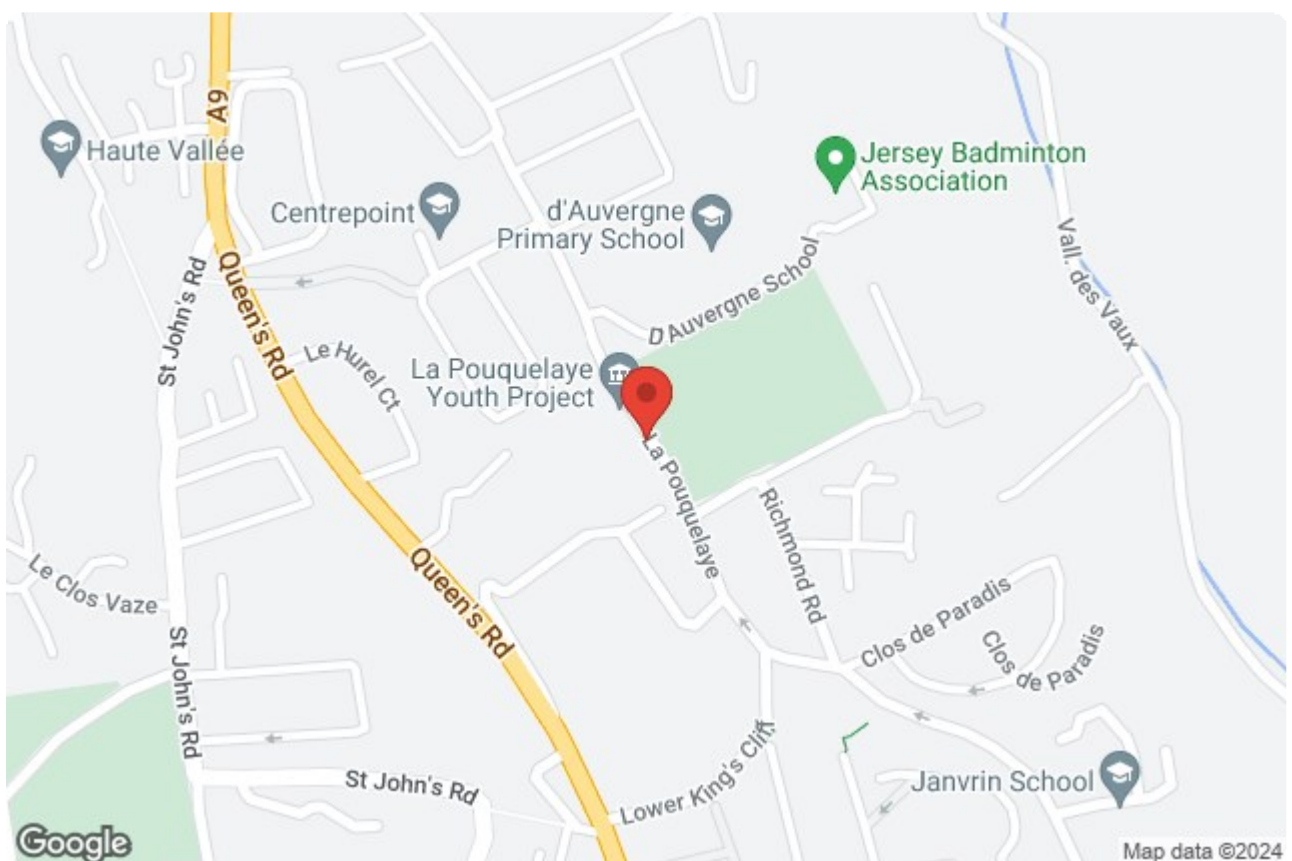 A9
Haute Vallée
Jersey Badminton
Association
Centrepoint
d'Auvergne
Primary School
Vall. des Vaux
St John's Rd
Queen's Rd
D'Auvergne School
Le Hurel Ct
La Pouquelaye
Youth Project
La Pouquelaye
Richmond Rd
Queen's Rd
Le Clos Vaze
Clos de Paradis
Clos de Paradis
St John's Rd
St John's Rd
Lower King's Cliff
Janvrin School
Google
Map data ©2024